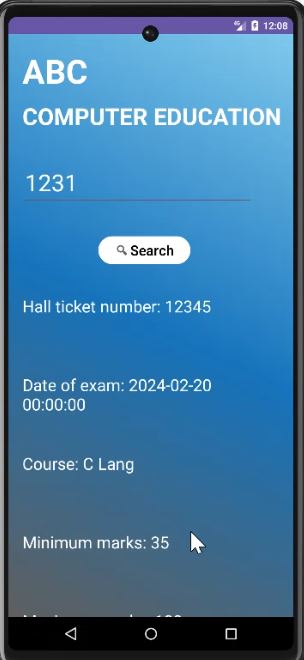 12:08
ABC
COMPUTER EDUCATION
1231
Search
Hall ticket number: 12345
Date of exam: 2024-02-20
00:00:00
Course: C Lang
Minimum marks: 35